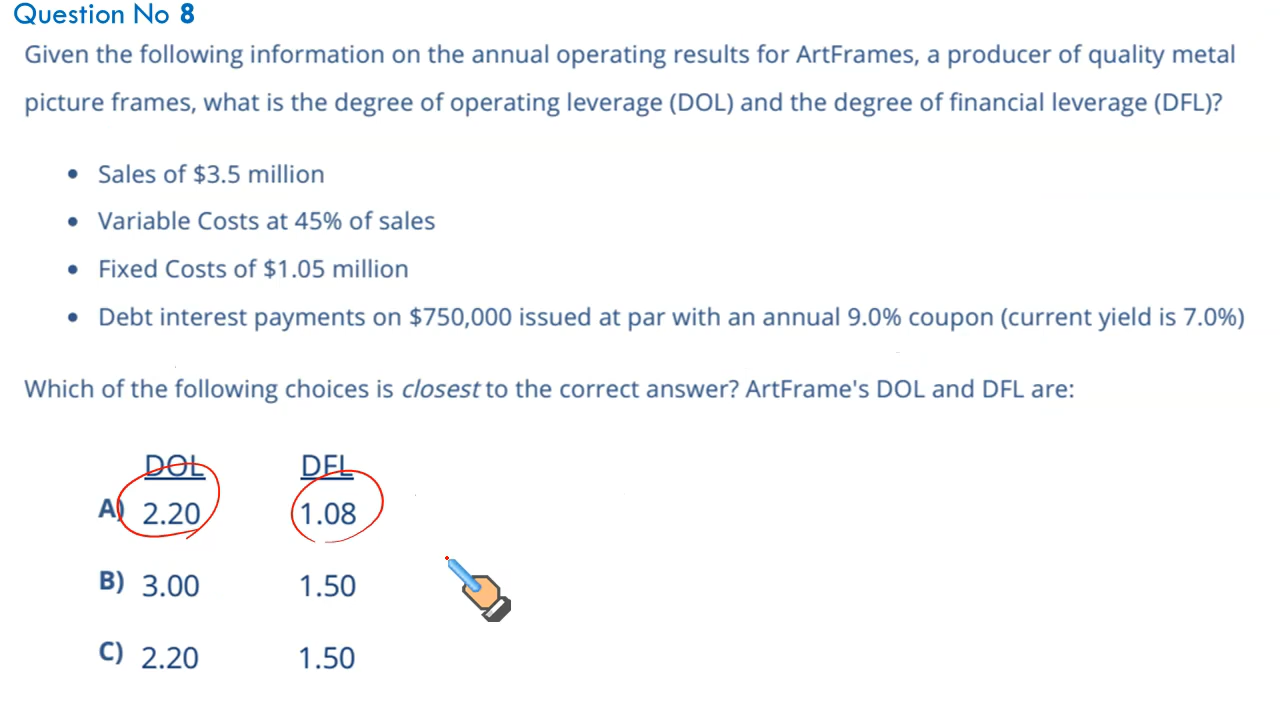 Question No 8
Given the following information on the annual operating results for ArtFrames, a producer of quality metal
picture frames, what is the degree of operating leverage (DOL) and the degree of financial leverage (DFL)?
• Sales of $3.5 million
• Variable Costs at 45% of sales
• Fixed Costs of $1.05 million
• Debt interest payments on $750,000 issued at par with an annual 9.0% coupon (current yield is 7.0%)
Which of the following choices is closest to the correct answer? ArtFrame's DOL and DFL are:
DOL DFL
A) 2.20 1.08
B) 3.00 1.50
C) 2.20 1.50